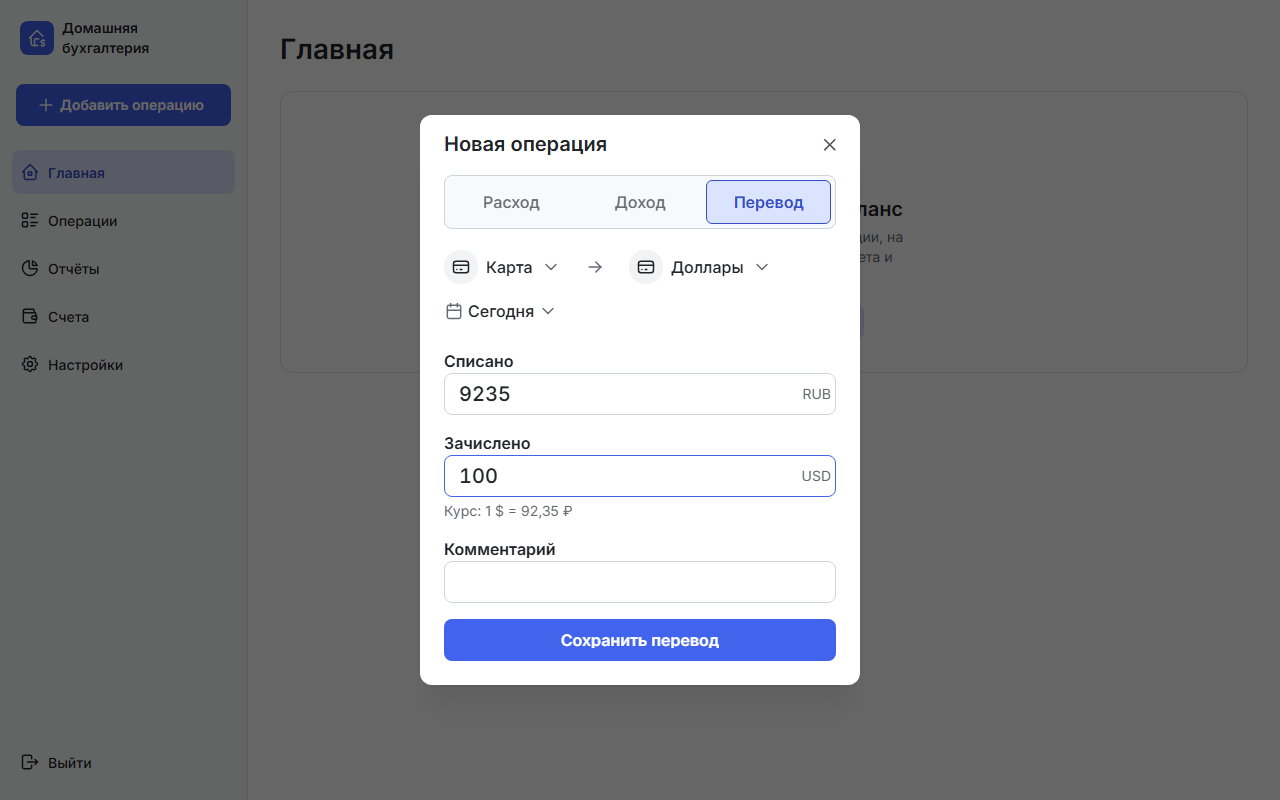 Домашняя
бухгалтерия
Добавить операцию
Главная
Операции
Отчёты
Счета
Настройки
Выйти
Главная
Новая операция
Расход
Доход
Перевод
Карта
Доллары
Сегодня
Списано
9235
RUB
Зачислено
100
USD
Курс: 1 $ = 92,35 ₽
Комментарий
Сохранить перевод